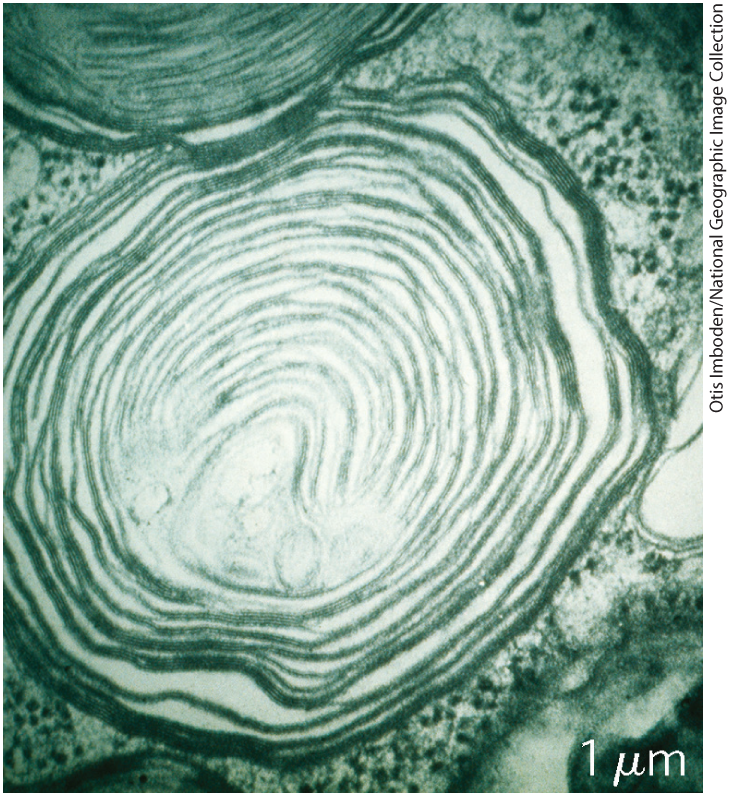 Otis Imboden/National Geographic Image Collection
1 μm